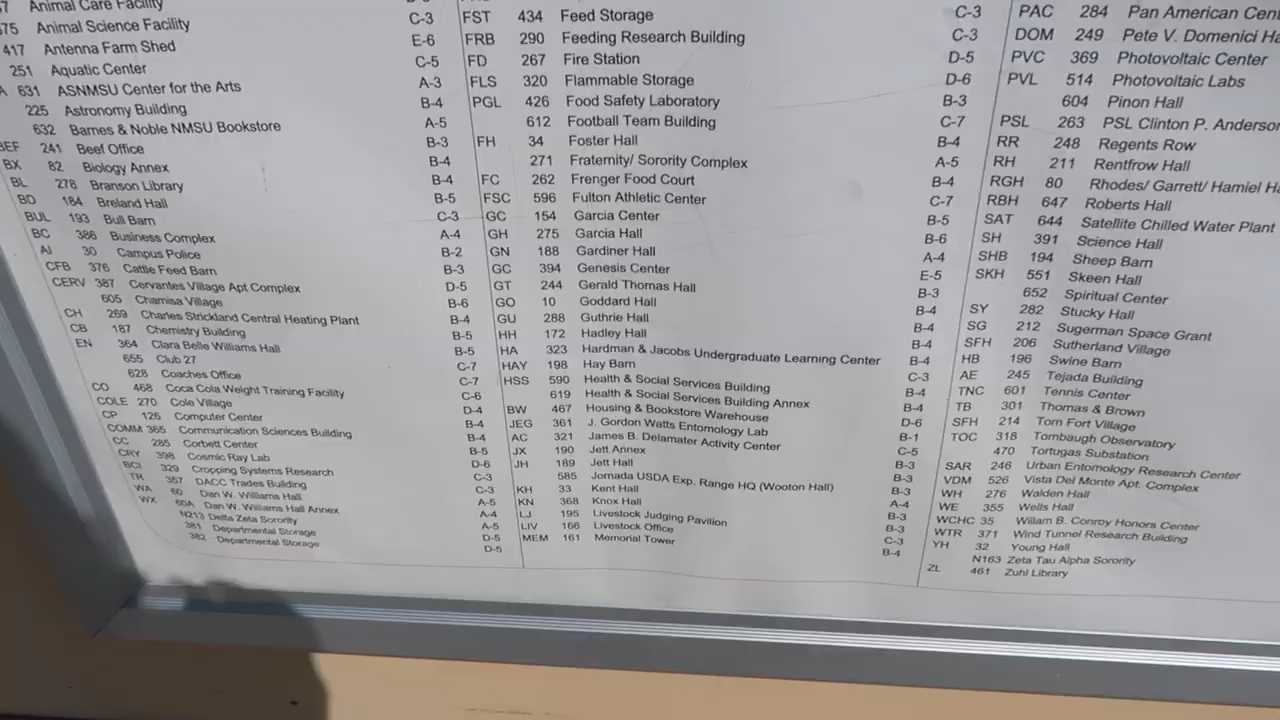 Animal Care Facility
Animal Science Facility
417 Antenna Farm Shed
251 Aquatic Center
A 631 ASNMSU Center for the Arts
225 Astronomy Building
632 Barnes & Noble NMSU Bookstore
241 Beef Office
BX 82 Biology Annex
BL 278 Branson Library
BD 184 Breland Hall
BUL 193 Bull Barn
BC 386 Business Complex
AI 30 Campus Police
CFB 376 Cattle Feed Barn
CERV 387 Cervantes Village Apt Complex
605 Chamisa Village
CH 269 Charles Strickland Central Heating Plant
CB 187 Chemistry Building
EN 364 Clara Belle Williams Hall
655 Club 27
628 Coaches Office
CO 468 Coca Cola Weight Training Facility
COLE 270 Cole Village
CP 126 Computer Center
COMM 365 Communication Sciences Building
CC 285 Corbett Center
CRY 398 Cosmic Ray Lab
BCI 329 Cropping Systems Research
TR 357 DACC Trades Building
WA 60 Dan W. Williams Hall
WX 60A Dan W. Williams Hall Annex
N213 Delta Zeta Sorority
381 Departmental Storage
382 Departmental Storage
C-3
E-6
C-5
A-3
B-4
A-5
B-3
B-4
B-4
B-5
C-3
A-4
B-2
B-3
D-5
B-6
B-4
B-5
B-5
C-7
C-7
C-6
D-4
B-4
B-4
B-5
D-6
C-3
C-3
A-5
A-4
A-5
D-5
D-5
FST 434 Feed Storage
FRB 290 Feeding Research Building
FD 267 Fire Station
FLS 320 Flammable Storage
PGL 426 Food Safety Laboratory
612 Football Team Building
FH 34 Foster Hall
271 Fraternity/ Sorority Complex
FC 262 Frenger Food Court
FSC 596 Fulton Athletic Center
GC 154 Garcia Center
GH 275 Garcia Hall
GN 188 Gardiner Hall
GC 394 Genesis Center
GT 244 Gerald Thomas Hall
GO 10 Goddard Hall
GU 288 Guthrie Hall
HH 172 Hadley Hall
HA 323 Hardman & Jacobs Undergraduate Learning Center
HAY 198 Hay Barn
HSS 590 Health & Social Services Building
619 Health & Social Services Building Annex
BW 467 Housing & Bookstore Warehouse
JEG 361 J. Gordon Watts Entomology Lab
AC 321 James B. Delamater Activity Center
JX 190 Jett Annex
JH 189 Jett Hall
585 Jornada USDA Exp. Range HQ (Wooton Hall)
KH 33 Kent Hall
KN 368 Knox Hall
LJ 195 Livestock Judging Pavilion
LIV 166 Livestock Office
MEM 161 Memorial Tower
C-3
C-3
D-5
D-6
B-3
C-7
B-4
A-5
B-4
C-7
B-5
B-6
A-4
E-5
B-3
B-4
B-4
B-4
B-4
C-3
B-4
B-4
D-6
B-1
C-5
B-3
B-3
B-3
A-4
B-3
B-3
C-3
B-4
PAC 284 Pan American
DOM 249 Pete V. Domenici
PVC 369 Photovoltaic Center
PVL 514 Photovoltaic Labs
604 Pinon Hall
PSL 263 PSL Clinton P.
RR 248 Regents Row
RH 211 Rentfrow Hall
RGH 80 Rhodes/ Garrett/ Hamiel
RBH 647 Roberts Hall
SAT 644 Satellite Chilled Water Plant
SH 391 Science Hall
SHB 194 Sheep Barn
SKH 551 Skeen Hall
652 Spiritual Center
SY 282 Stucky Hall
SG 212 Sugerman Space Grant
SFH 206 Sutherland Village
HB 196 Swine Barn
AE 245 Tejada Building
TNC 601 Tennis Center
TB 301 Thomas & Brown
SFH 214 Tom Fort Village
TOC 318 Tombaugh Observatory
470 Tortugas Substation
SAR 246 Urban Entomology Research Center
VDM 526 Vista Del Monte Apt. Complex
WH 276 Walden Hall
WE 355 Wells Hall
WCHC 35 William B. Conroy Honors Center
WTR 371 Wind Tunnel Research Building
YH 32 Young Hall
N163 Zeta Tau Alpha Sorority
ZL 461 Zuhl Library